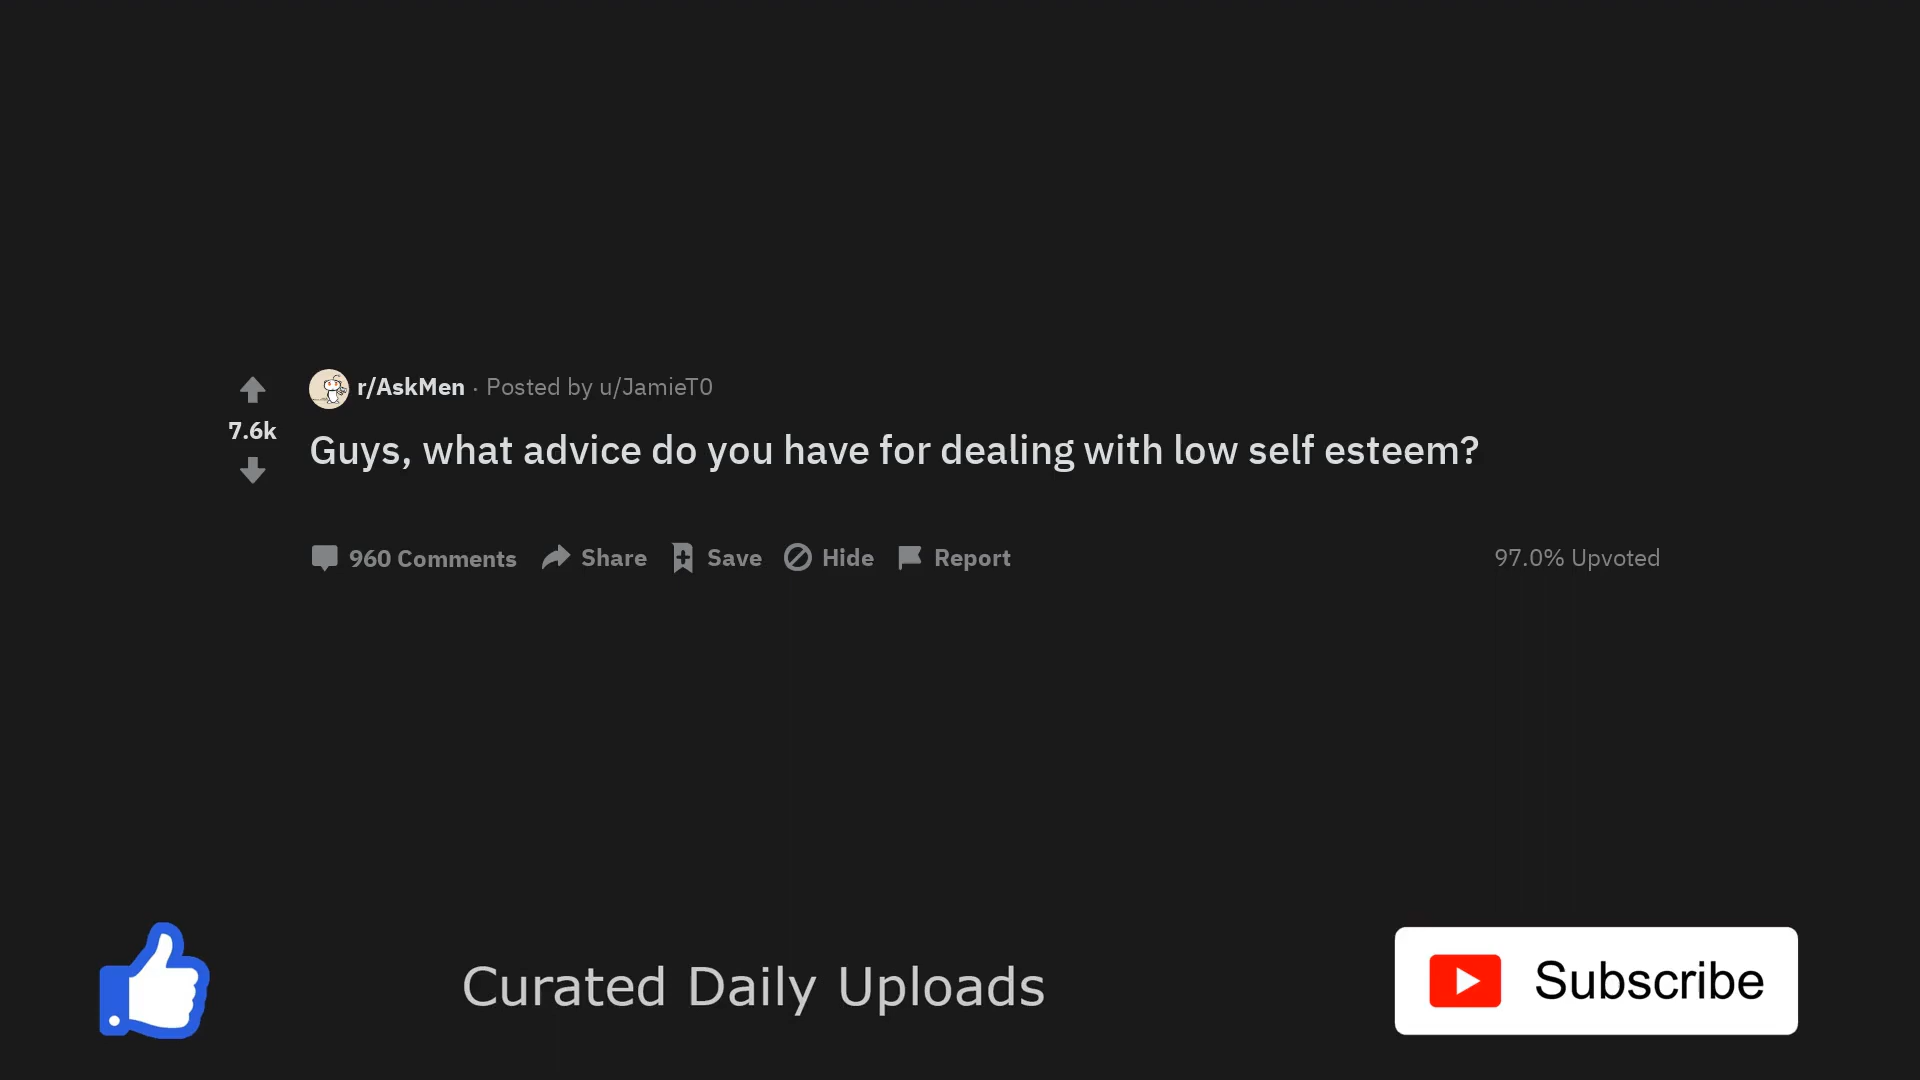 r/AskMen · Posted by u/JamieT0
7.6k
Guys, what advice do you have for dealing with low self esteem?
960 Comments Share Save Hide Report 97.0% Upvoted
Curated Daily Uploads
Subscribe